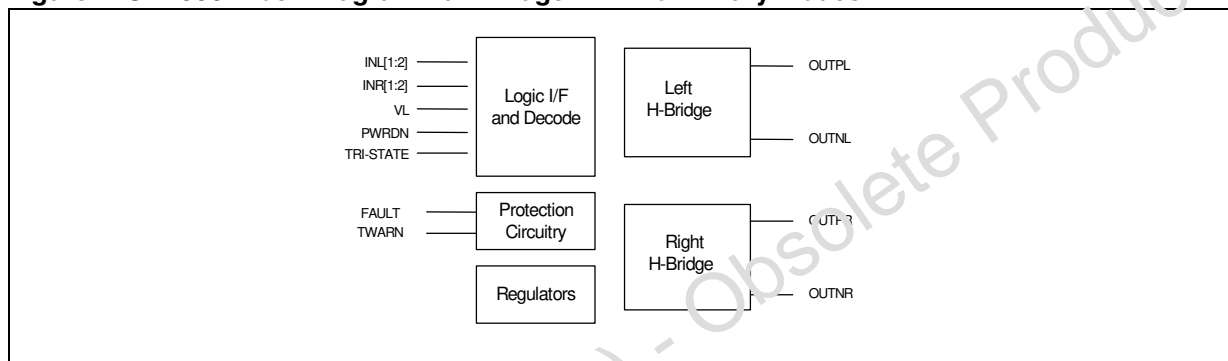 INL[1:2]
INR[1:2]
VL
PWRDN
TRI-STATE
Logic I/F
and Decode
FAULT
TWARN
Protection
Circuitry
Regulators
Left
H-Bridge
OUTPL
OUTNL
Right
H-Bridge
OUTNR
- Obsolete Produc